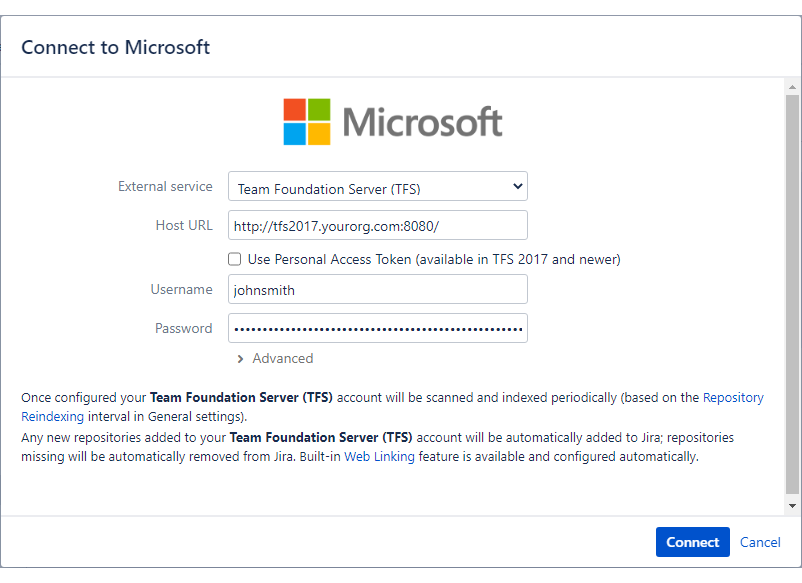 Connect to Microsoft
Microsoft
External service Team Foundation Server (TFS)
Host URL http://tfs2017.yourorg.com:8080/
Use Personal Access Token (available in TFS 2017 and newer)
Username johnsmith
Password ••••••••••••••••••••••••••••••••••••••••••••••••
Advanced
Once configured your Team Foundation Server (TFS) account will be scanned and indexed periodically (based on the Repository
Reindexing interval in General settings).
Any new repositories added to your Team Foundation Server (TFS) account will be automatically added to Jira; repositories
missing will be automatically removed from Jira. Built-in Web Linking feature is available and configured automatically.
Connect Cancel